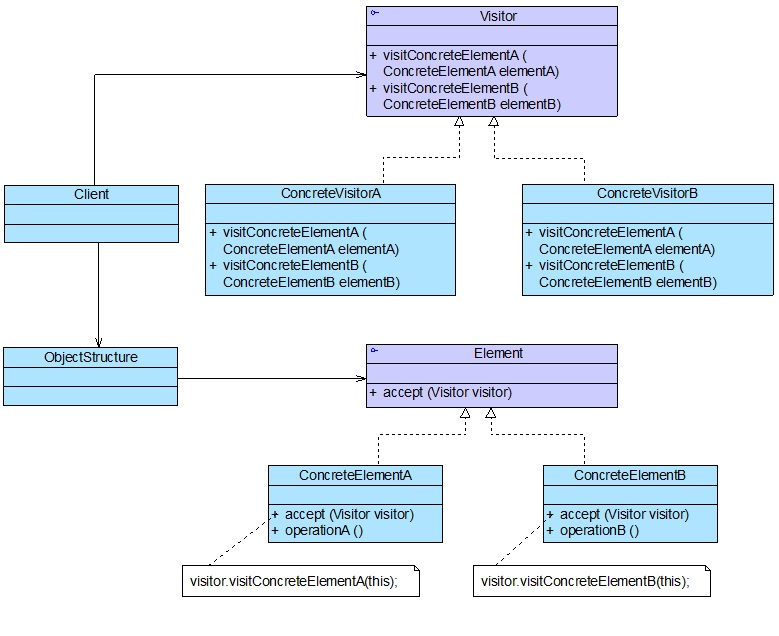 Visitor
+ visitConcreteElementA (
ConcreteElementA elementA)
+ visitConcreteElementB (
ConcreteElementB elementB)
Client
ConcreteVisitorA
+ visitConcreteElementA (
ConcreteElementA elementA)
+ visitConcreteElementB (
ConcreteElementB elementB)
ConcreteVisitorB
+ visitConcreteElementA (
ConcreteElementA elementA)
+ visitConcreteElementB (
ConcreteElementB elementB)
ObjectStructure
Element
+ accept (Visitor visitor)
ConcreteElementA
+ accept (Visitor visitor)
+ operationA ()
ConcreteElementB
+ accept (Visitor visitor)
+ operationB ()
visitor.visitConcreteElementA(this);
visitor.visitConcreteElementB(this);